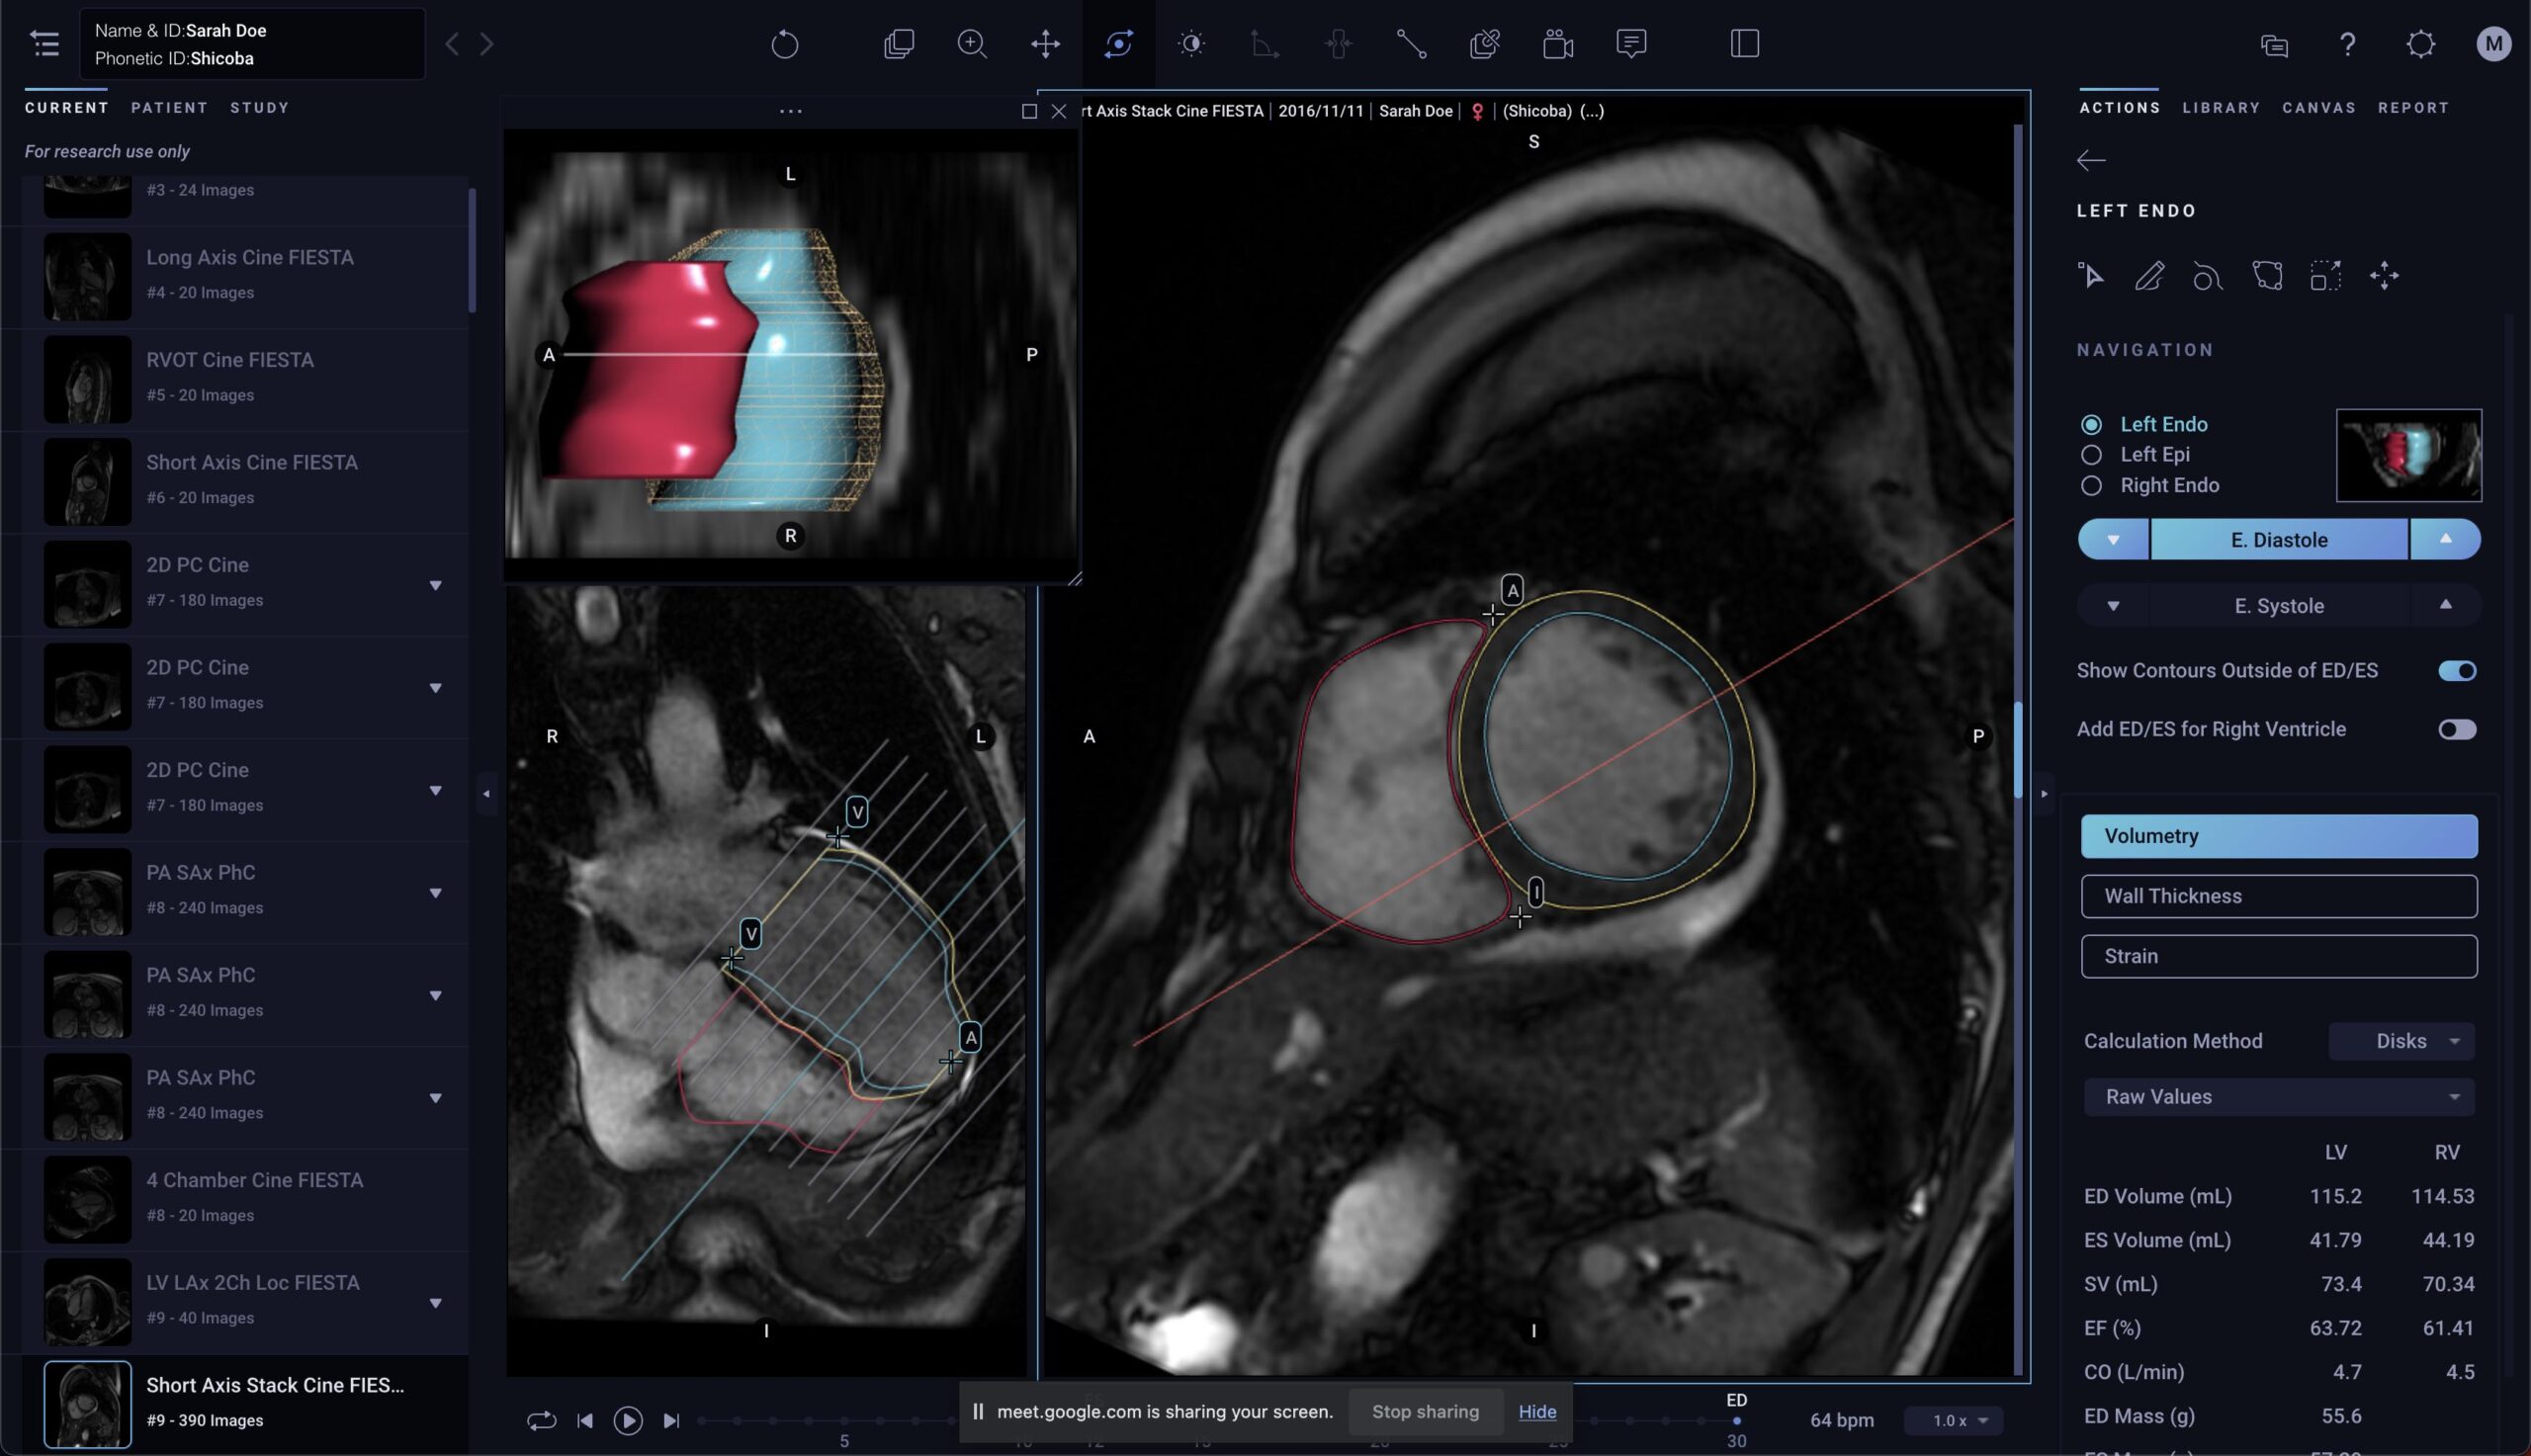 Name & ID:Sarah Doe
Phonetic ID:Shicoba
M
CURRENT PATIENT STUDY
For research use only
#3 - 24 Images
Long Axis Cine FIESTA
#4 - 20 Images
RVOT Cine FIESTA
#5 - 20 Images
Short Axis Cine FIESTA
#6 - 20 Images
2D PC Cine
#7 - 180 Images
2D PC Cine
#7 - 180 Images
2D PC Cine
#7 - 180 Images
PA SAx PhC
#8 - 240 Images
PA SAx PhC
#8 - 240 Images
PA SAx PhC
#8 - 240 Images
4 Chamber Cine FIESTA
#8 - 20 Images
LV LAx 2Ch Loc FIESTA
#9 - 40 Images
Short Axis Stack Cine FIES...
#9 - 390 Images
L
A
P
R
R
L
V
V
A
I
rt Axis Stack Cine FIESTA | 2016/11/11 | Sarah Doe | ♀ | (Shicoba) (...)
S
A
A
P
I
I
5
meet.google.com is sharing your screen. Stop sharing Hide
ED
30
64 bpm
1.0 x
ACTIONS LIBRARY CANVAS REPORT
LEFT ENDO
NAVIGATION
Left Endo
Left Epi
Right Endo
E. Diastole
E. Systole
Show Contours Outside of ED/ES
Add ED/ES for Right Ventricle
Volumetry
Wall Thickness
Strain
Calculation Method Disks
Raw Values
LV RV
ED Volume (mL) 115.2 114.53
ES Volume (mL) 41.79 44.19
SV (mL) 73.4 70.34
EF (%) 63.72 61.41
CO (L/min) 4.7 4.5
ED Mass (g) 55.6